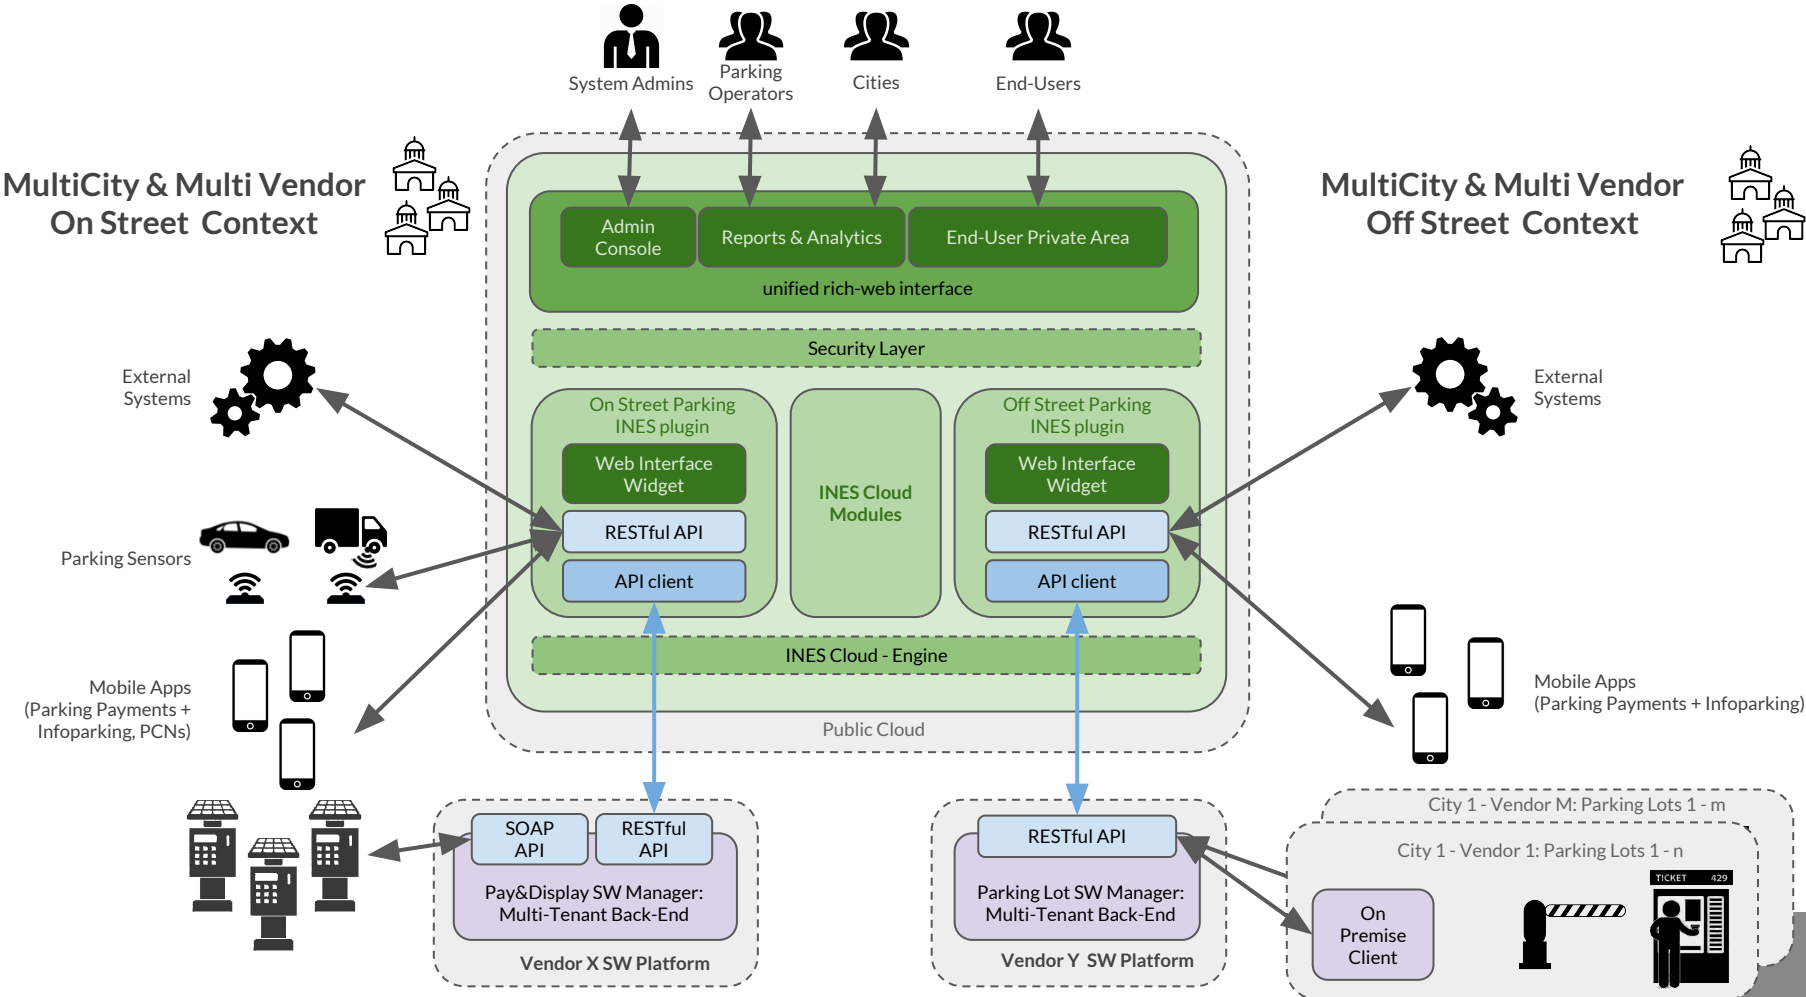 System Admins
Parking
Operators
Cities
End-Users
MultiCity & Multi Vendor
On Street Context
MultiCity & Multi Vendor
Off Street Context
Admin
Console
Reports & Analytics
End-User Private Area
unified rich-web interface
Security Layer
External
Systems
External
Systems
On Street Parking
INES plugin
Web Interface
Widget
RESTful API
API client
INES Cloud
Modules
Off Street Parking
INES plugin
Web Interface
Widget
RESTful API
API client
Parking Sensors
INES Cloud - Engine
Mobile Apps
(Parking Payments +
Infoparking, PCNs)
Mobile Apps
(Parking Payments + Infoparking)
Public Cloud
SOAP
API
RESTful
API
Pay&Display SW Manager:
Multi-Tenant Back-End
Vendor X SW Platform
RESTful API
Parking Lot SW Manager:
Multi-Tenant Back-End
Vendor Y SW Platform
City 1 - Vendor M: Parking Lots 1 - m
City 1 - Vendor 1: Parking Lots 1 - n
TICKET 429
On
Premise
Client